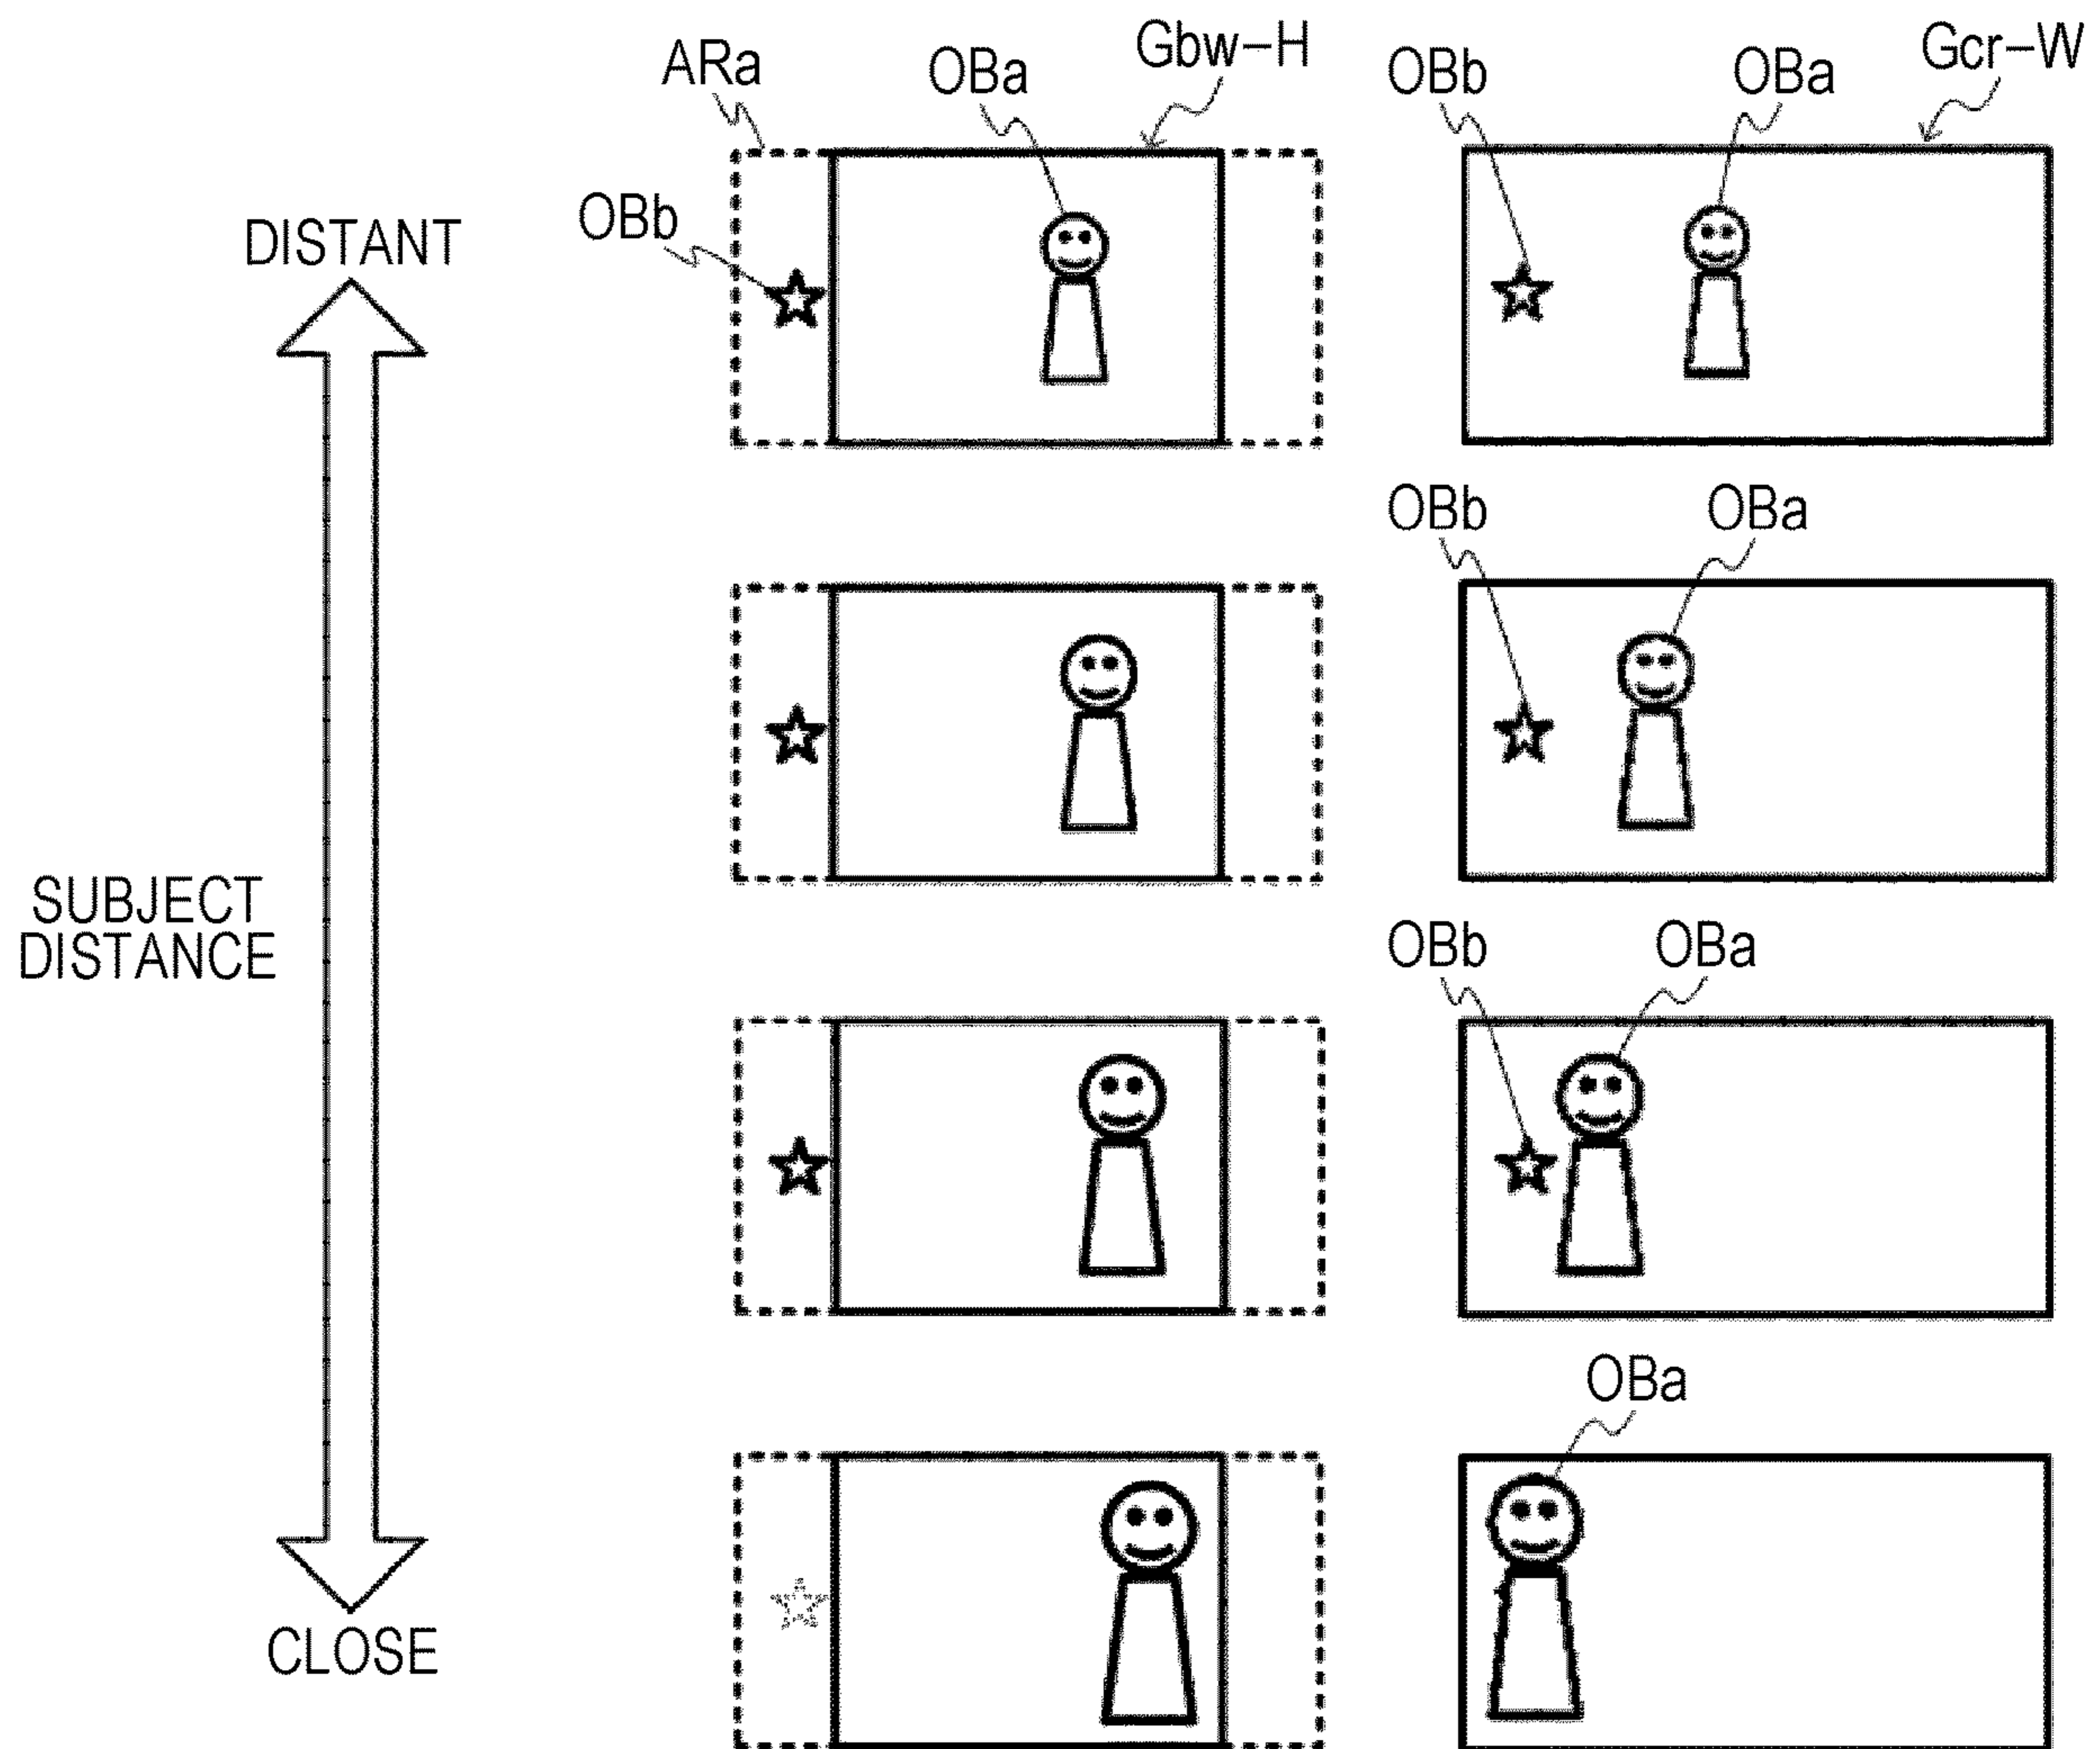 ARa
OBa
Gbw-H
OBb
OBa
Gcr-W
OBb
DISTANT
OBb
OBa
SUBJECT
DISTANCE
OBb
OBa
OBa
CLOSE